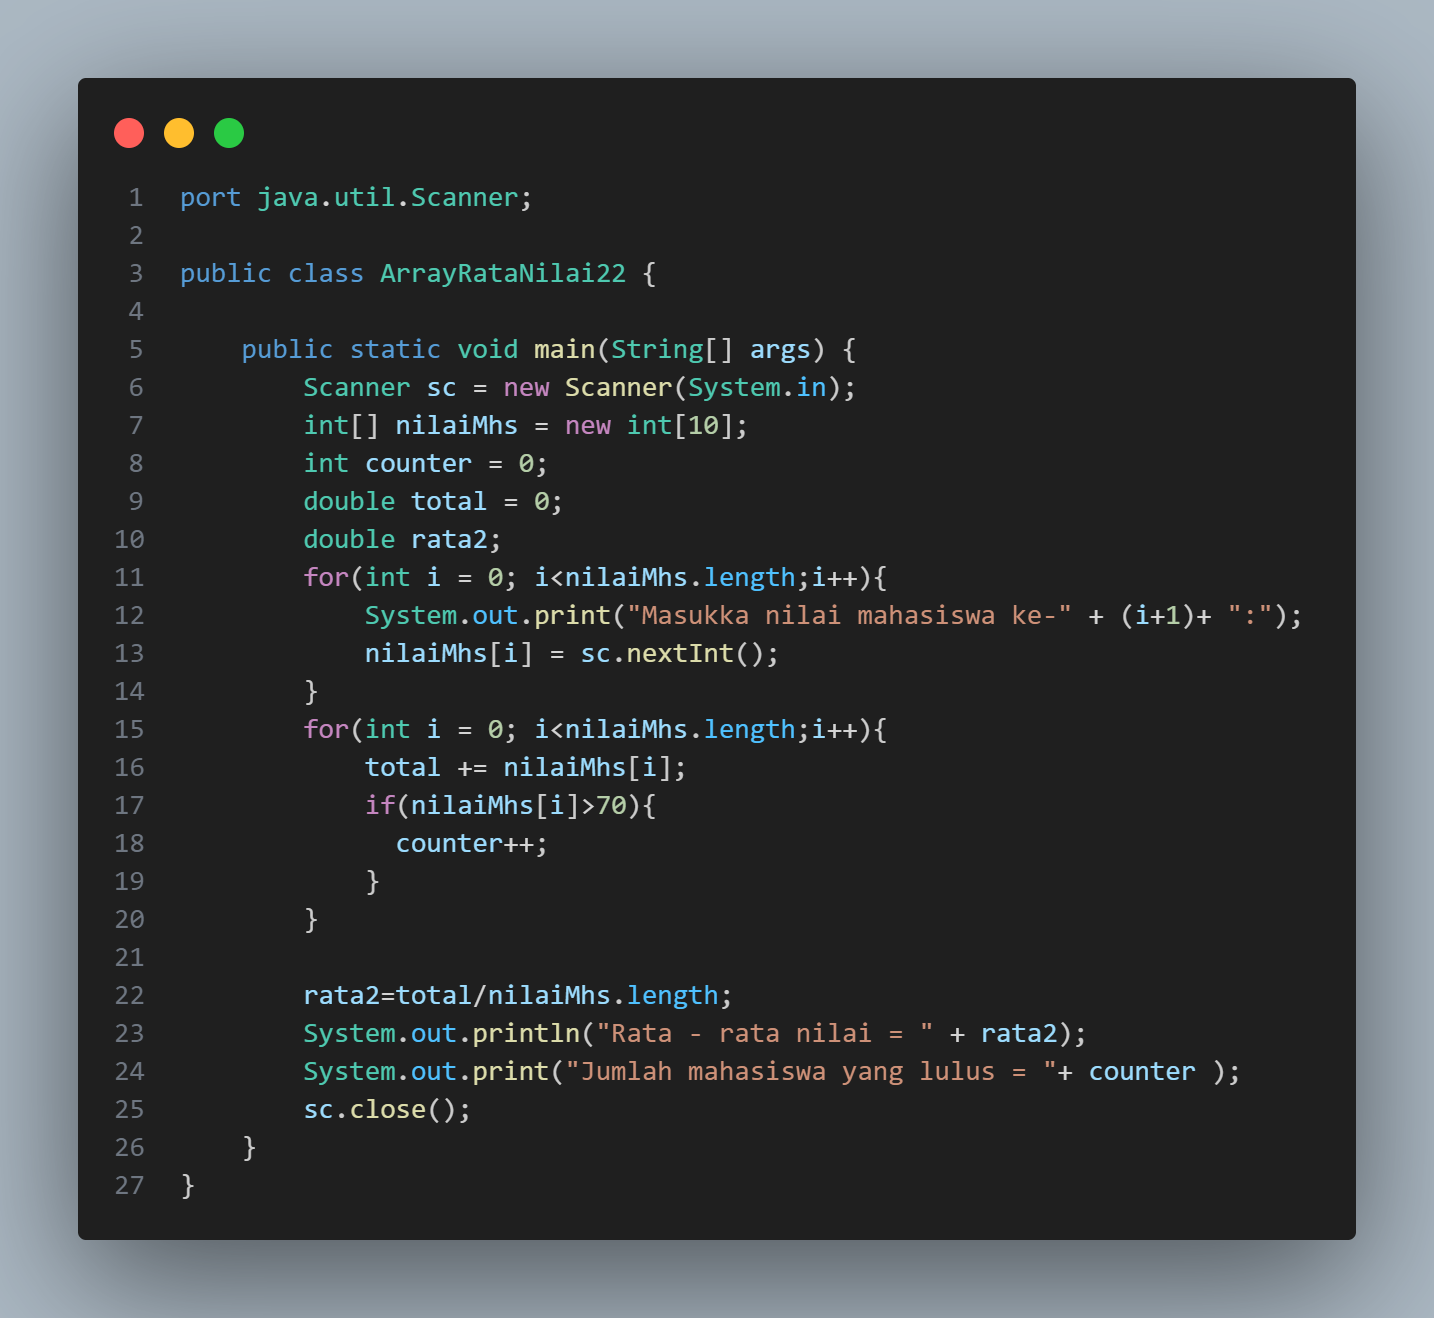 1 port java.util.Scanner;
2
3 public class ArrayRataNilai22 {
4
5     public static void main(String[] args) {
6         Scanner sc = new Scanner(System.in);
7         int[] nilaiMhs = new int[10];
8         int counter = 0;
9         double total = 0;
10         double rata2;
11         for(int i = 0; i<nilaiMhs.length;i++){
12             System.out.print("Masukka nilai mahasiswa ke-" + (i+1)+ ":");
13             nilaiMhs[i] = sc.nextInt();
14         }
15         for(int i = 0; i<nilaiMhs.length;i++){
16             total += nilaiMhs[i];
17             if(nilaiMhs[i]>70){
18               counter++;
19             }
20         }
21
22         rata2=total/nilaiMhs.length;
23         System.out.println("Rata - rata nilai = " + rata2);
24         System.out.print("Jumlah mahasiswa yang lulus = "+ counter );
25         sc.close();
26     }
27 }